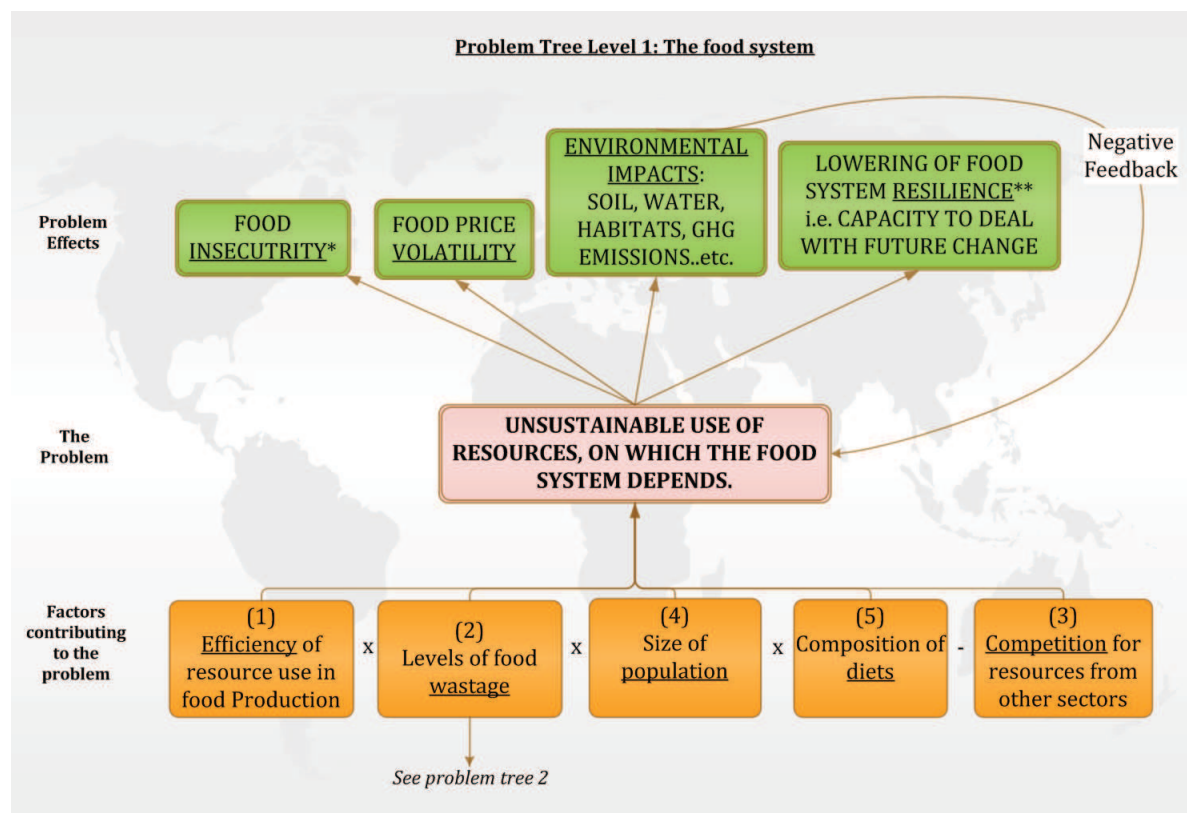 Problem Tree Level 1: The food system
Problem
Effects
FOOD
INSECUTRITY*
FOOD PRICE
VOLATILITY
ENVIRONMENTAL
IMPACTS:
SOIL, WATER,
HABITATS, GHG
EMISSIONS..etc.
LOWERING OF FOOD
SYSTEM RESILIENCE**
i.e. CAPACITY TO DEAL
WITH FUTURE CHANGE
Negative
Feedback
The
Problem
UNSUSTAINABLE USE OF
RESOURCES, ON WHICH THE FOOD
SYSTEM DEPENDS.
Factors
contributing
to the
problem
(1)
Efficiency of
resource use in
food Production
x
(2)
Levels of food
wastage
x
(4)
Size of
population
x
(5)
Composition of
diets
-
(3)
Competition for
resources from
other sectors
See problem tree 2